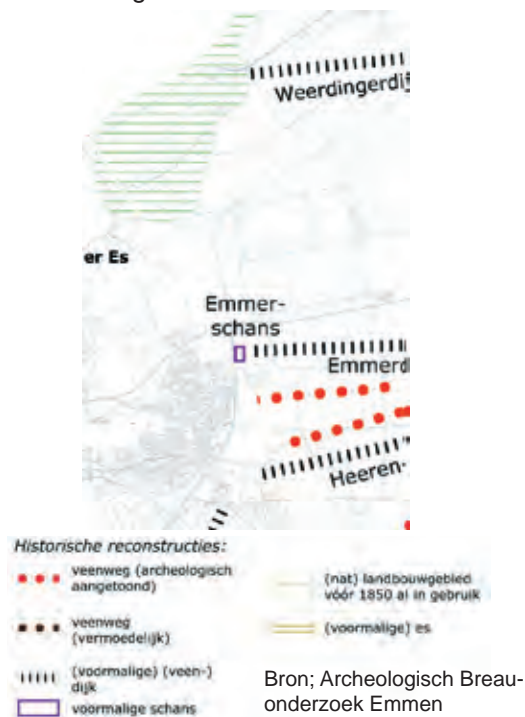 Weerdingerdij
er Es
Emmer-
schans
Emmerd
Heeren-
Historische reconstructies:
veenweg (archeologisch
aangetoond)
veenweg
(vermoedelijk)
(voormalige) (veen-)
dijk
voormalige schans
(nat) landbouwgebied
vóór 1850 al in gebruik
(voormalige) es
Bron; Archeologisch Breau-
onderzoek Emmen